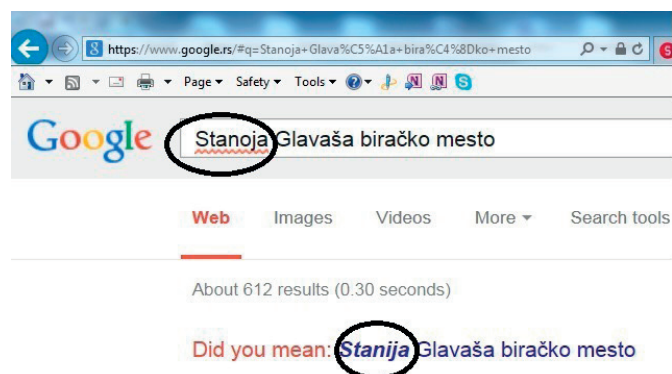 https://www.google.rs/#q=Stanoja+Glava%C5%A1a+bira%C4%8Dko+mesto
Page Safety Tools
Google Stanoja Glavaša biračko mesto
Web Images Videos More Search tools
About 612 results (0.30 seconds)
Did you mean: Stanija Glavaša biračko mesto